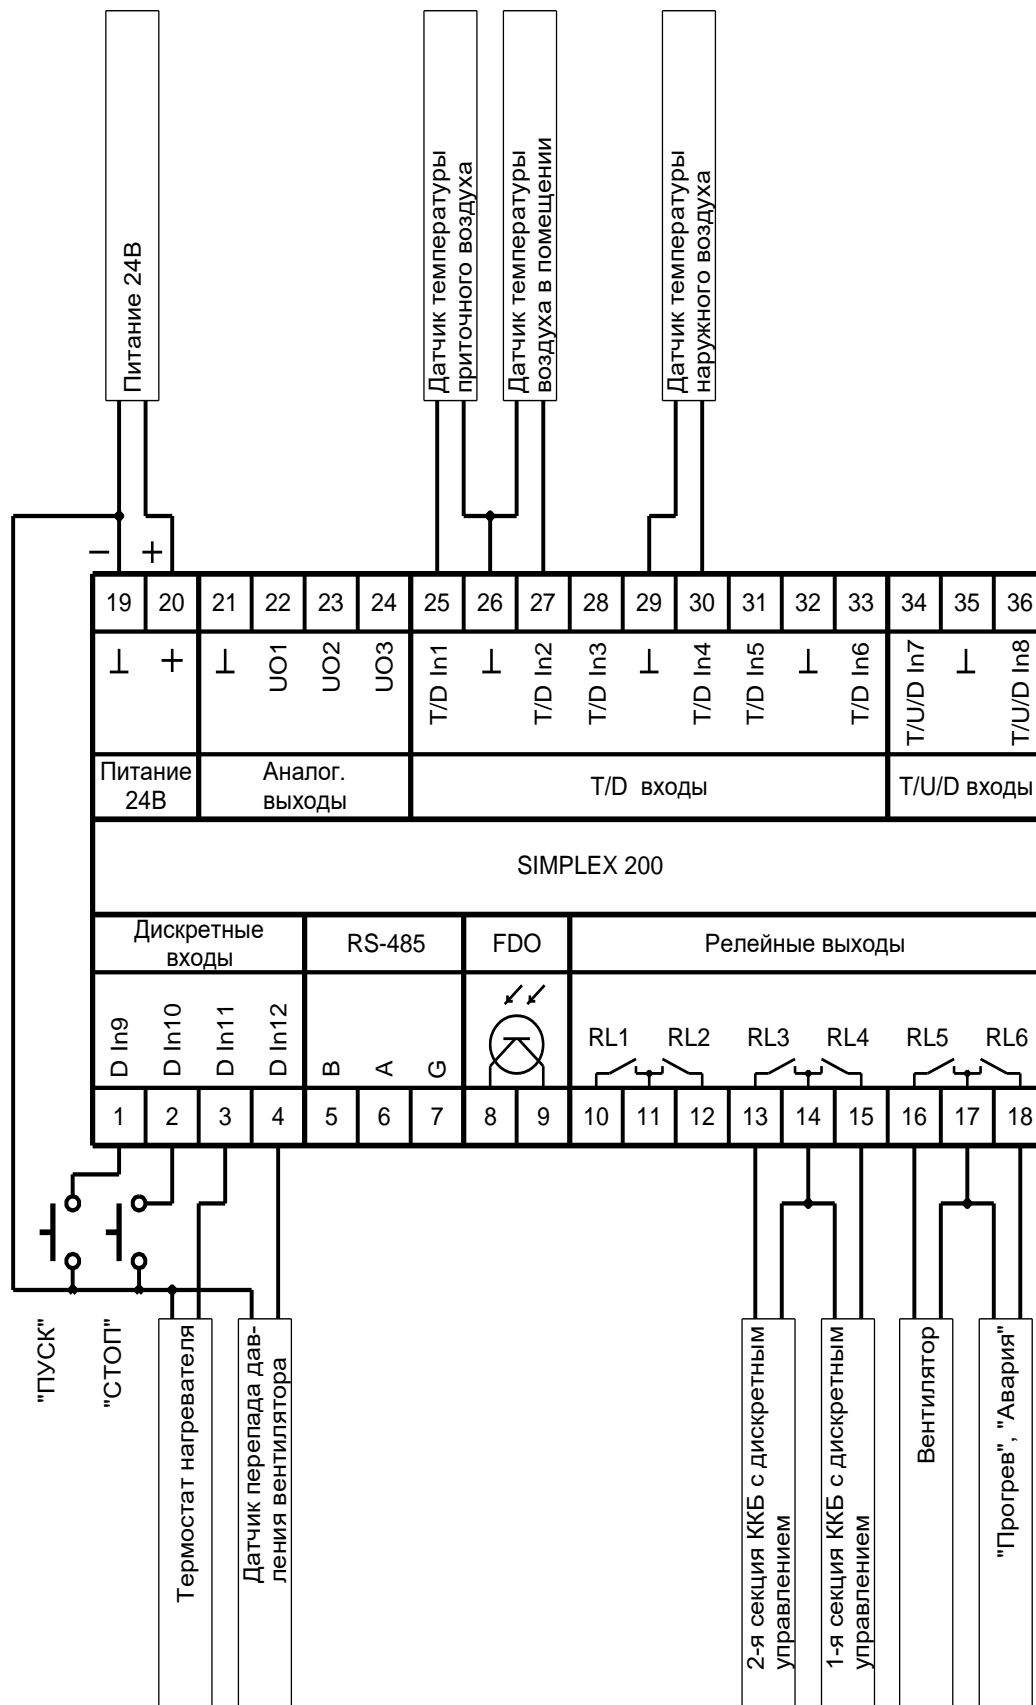 Питание 24В
Датчик температуры
приточного воздуха
Датчик температуры
воздуха в помещении
Датчик температуры
наружного воздуха
− +
19 20 21 22 23 24 25 26 27 28 29 30 31 32 33 34 35 36
⊥ + ⊥ UO1 UO2 UO3 T/D In1 ⊥ T/D In2 T/D In3 ⊥ T/D In4 T/D In5 ⊥ T/D In6 T/U/D In7 ⊥ T/U/D In8
Питание
24В
Аналог.
выходы
T/D входы
T/U/D входы
SIMPLEX 200
Дискретные
входы
RS-485
FDO
Релейные выходы
D In9 D In10 D In11 D In12 B A G
RL1 RL2 RL3 RL4 RL5 RL6
1 2 3 4 5 6 7 8 9 10 11 12 13 14 15 16 17 18
"ПУСК"
"СТОП"
Термостат нагревателя
Датчик перепада дав-
ления вентилятора
2-я секция ККБ с дискретным
управлением
1-я секция ККБ с дискретным
управлением
Вентилятор
"Прогрев", "Авария"